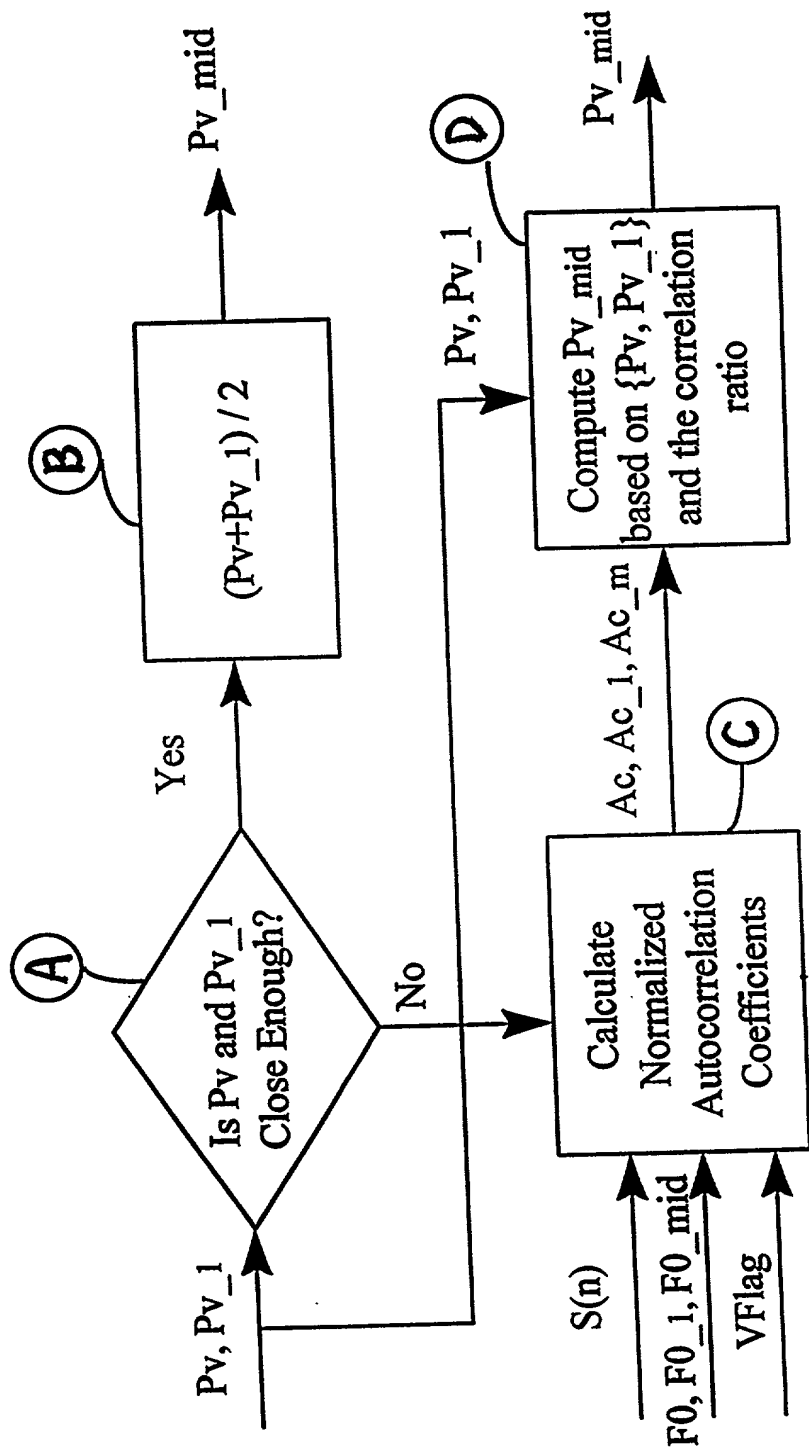 Pv, Pv_1
A
Is Pv and Pv_1
Close Enough?
Yes
B
(Pv+Pv_1) / 2
Pv_mid
No
S(n)
F0, F0_1, F0_mid
VFlag
Calculate
Normalized
Autocorrelation
Coefficients
C
Ac, Ac_1, Ac_m
Pv, Pv_1
D
Compute Pv_mid
based on {Pv, Pv_1}
and the correlation
ratio
Pv_mid